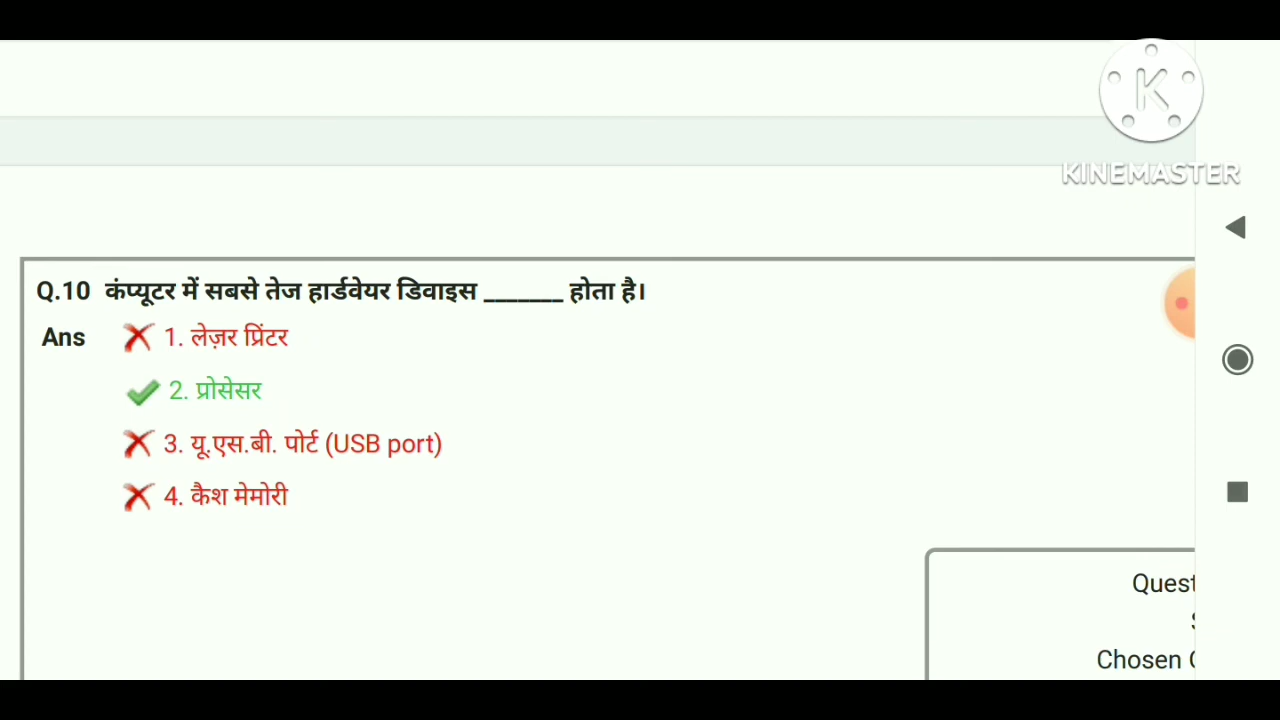 K
KINEMASTER
Q.10 कंप्यूटर में सबसे तेज हार्डवेयर डिवाइस _______ होता है।
Ans 1. लेज़र प्रिंटर
2. प्रोसेसर
3. यू.एस.बी. पोर्ट (USB port)
4. कैश मेमोरी
Quest
Chosen